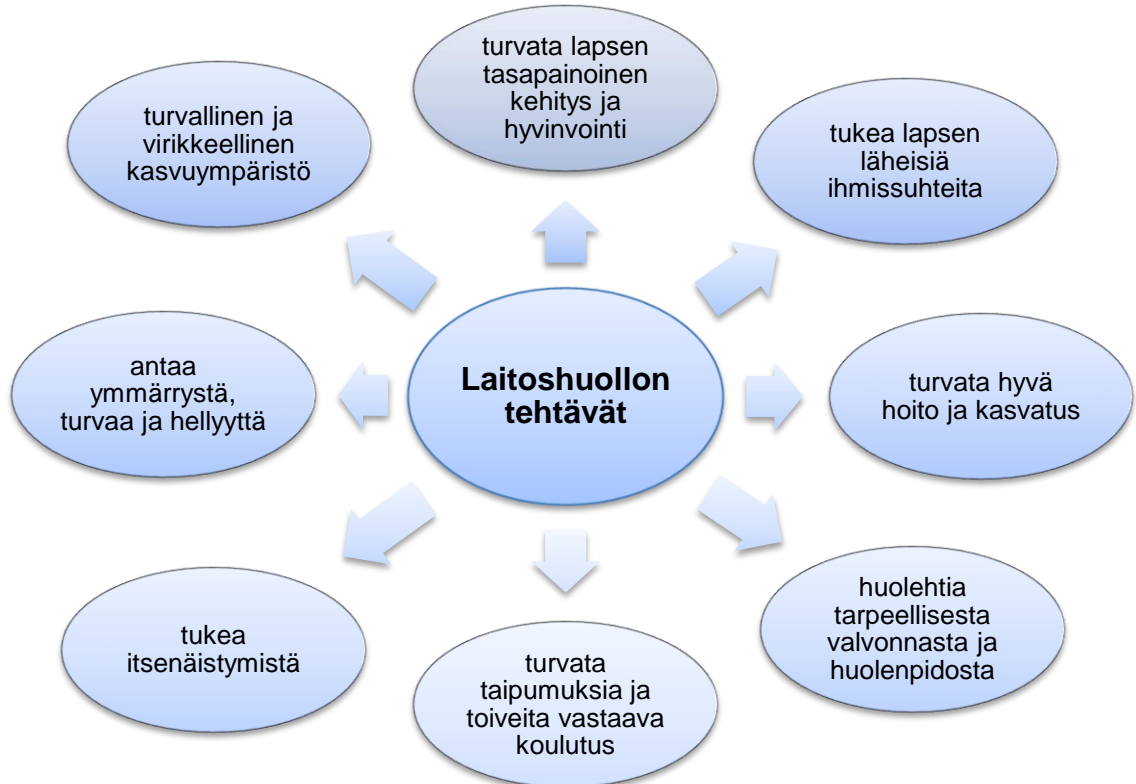 turvata lapsen
tasapainoinen
kehitys ja
hyvinvointi
turvallinen ja
virikkeellinen
kasvuympäristö
tukea lapsen
läheisiä
ihmissuhteita
antaa
ymmärrystä,
turvaa ja hellyyttä
Laitoshuollon
tehtävät
turvata hyvä
hoito ja kasvatus
tukea
itsenäistymistä
turvata
taipumuksia ja
toiveita vastaava
koulutus
huolehtia
tarpeellisesta
valvonnasta ja
huolenpidosta